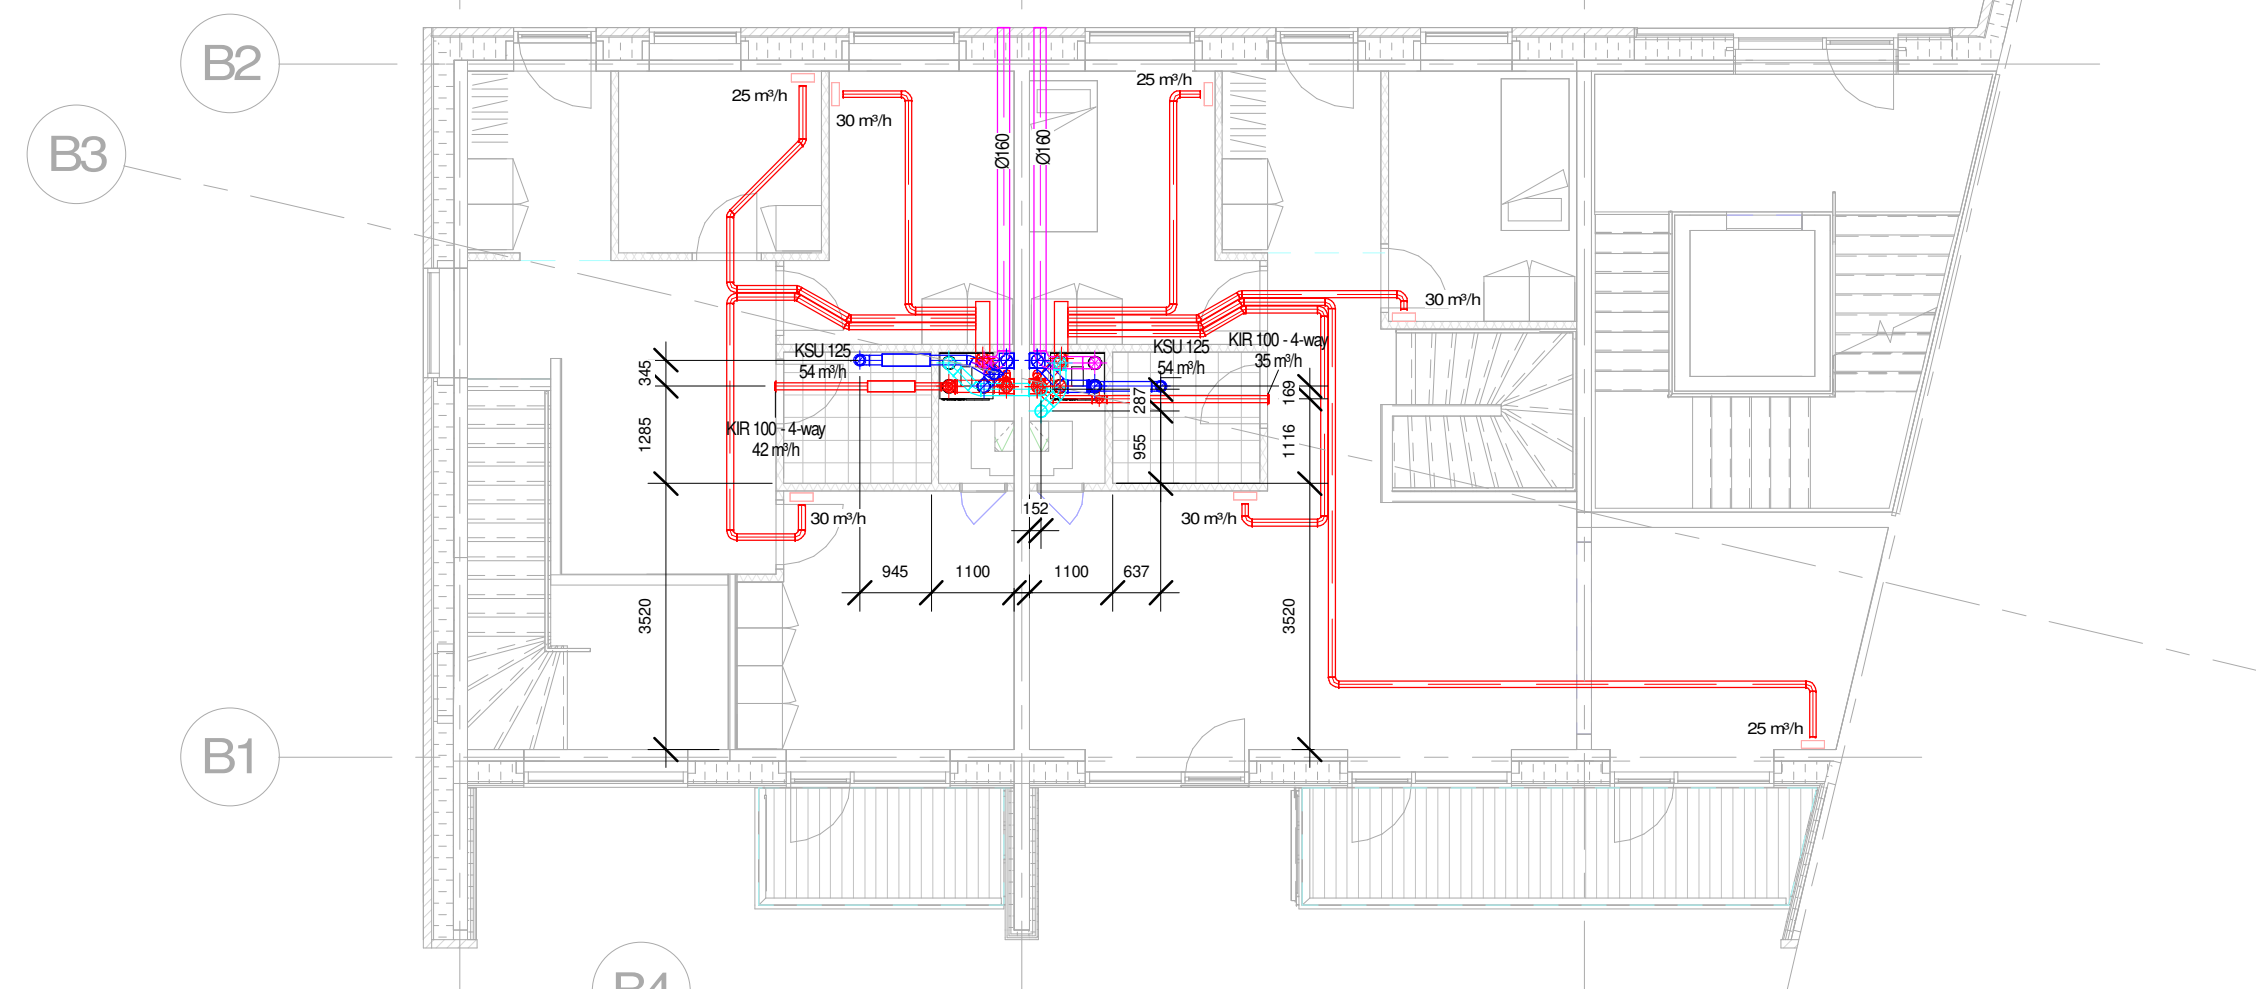 B2
25 m³/h
25 m³/h
30 m³/h
Ø160
Ø160
B3
30 m³/h
KSU 125
54 m³/h
KSU 125
54 m³/h
KIR 100 - 4-way
35 m³/h
345
287
169
1285
KIR 100 - 4-way
42 m³/h
955
1116
30 m³/h
152
30 m³/h
945
1100
1100
637
3520
3520
25 m³/h
B1
B4